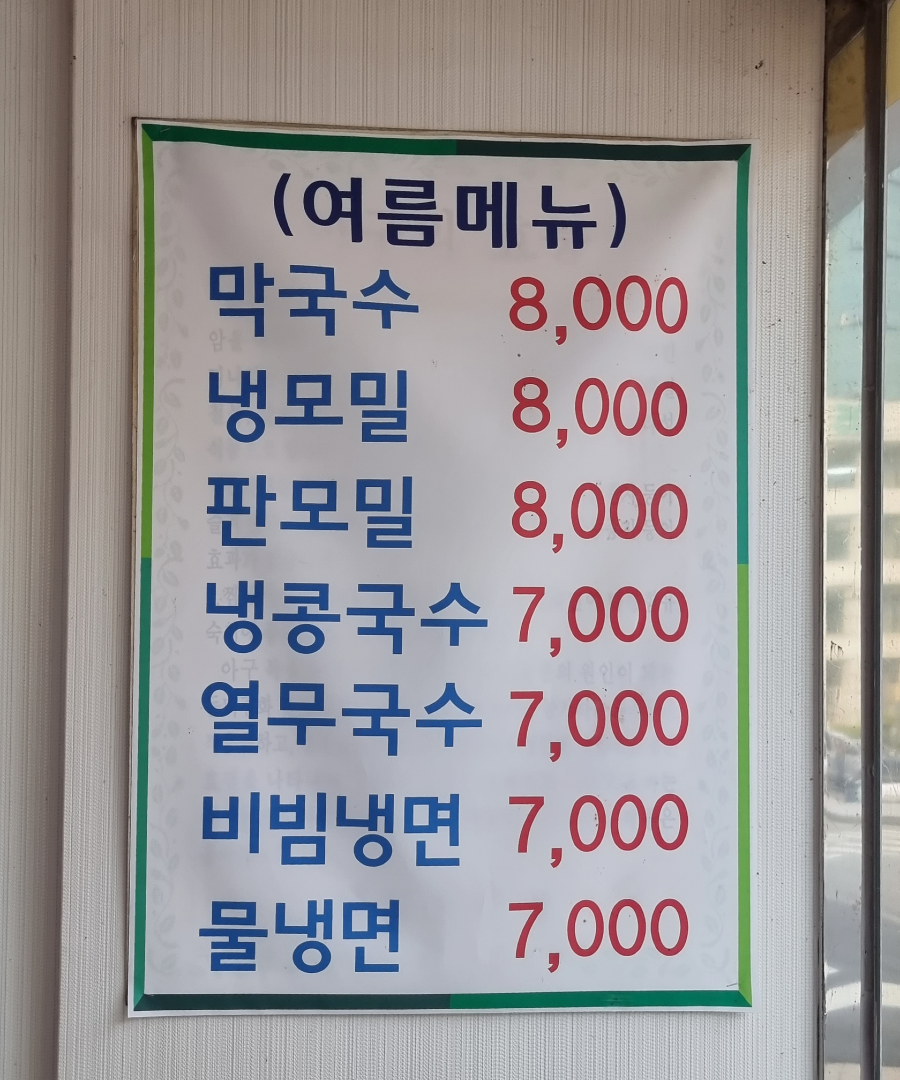 (여름메뉴)
막국수 8,000
냉모밀 8,000
판모밀 8,000
냉콩국수 7,000
열무국수 7,000
비빔냉면 7,000
물냉면 7,000